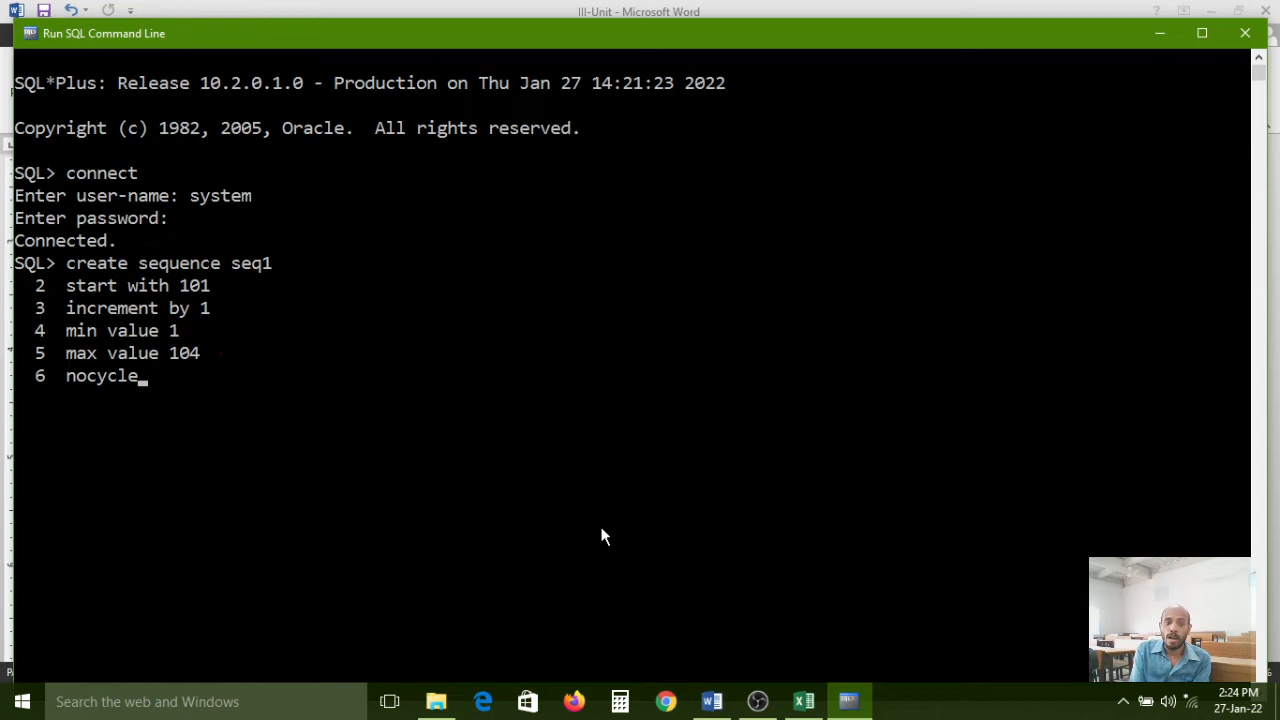 III-Unit - Microsoft Word
Run SQL Command Line
SQL*Plus: Release 10.2.0.1.0 - Production on Thu Jan 27 14:21:23 2022
Copyright (c) 1982, 2005, Oracle.  All rights reserved.
SQL> connect
Enter user-name: system
Enter password:
Connected.
SQL> create sequence seq1
  2  start with 101
  3  increment by 1
  4  min value 1
  5  max value 104
  6  nocycle_
Search the web and Windows
2:24 PM
27-Jan-22